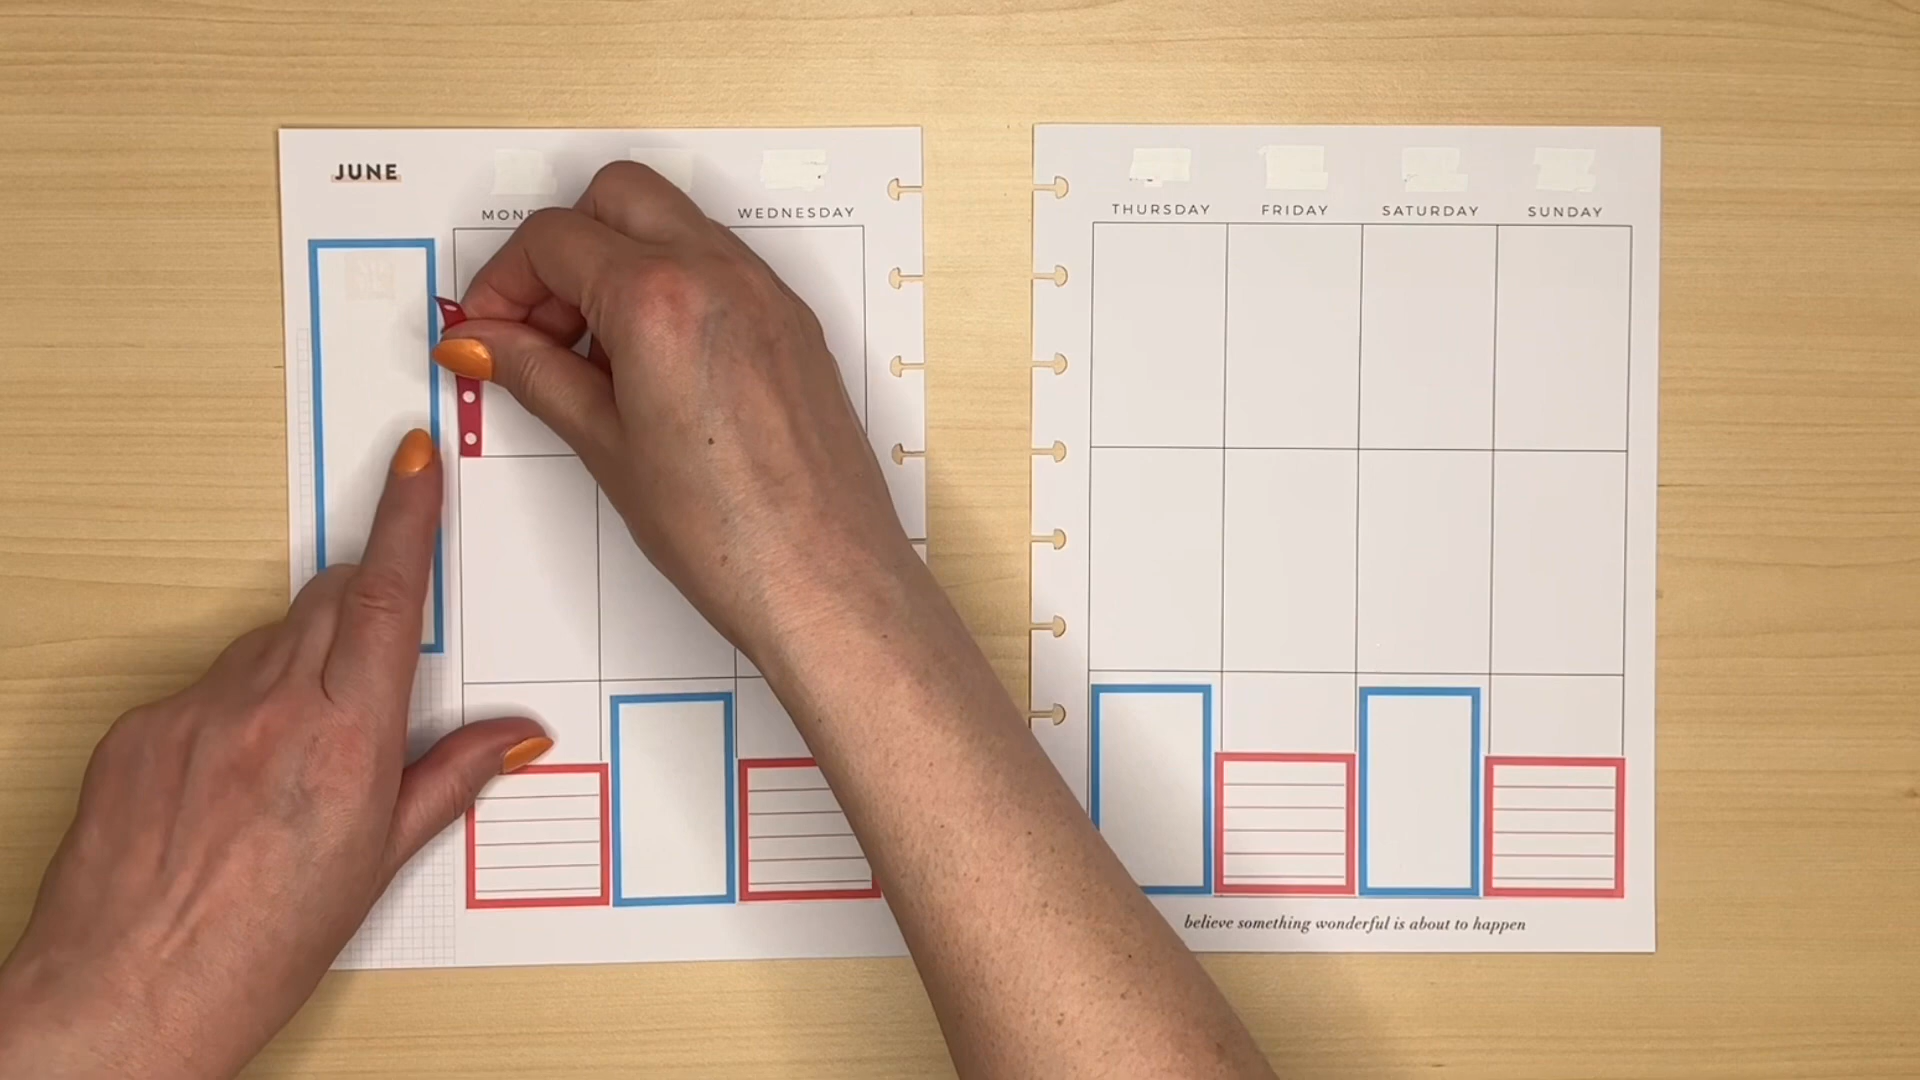 JUNE
WEDNESDAY
THURSDAY
FRIDAY
SATURDAY
SUNDAY
believe something wonderful is about to happen